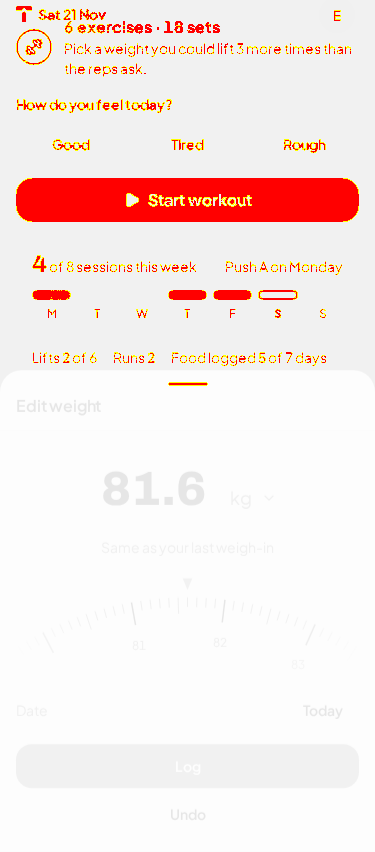 Sat 21 Nov
E
6 exercises · 18 sets
Pick a weight you could lift 3 more times than
the reps ask.
How do you feel today?
Good Tired Rough
Start workout
4 of 8 sessions this week Push A on Monday
M T W T F S S
Lifts 2 of 6 Runs 2 Food logged 5 of 7 days
Edit weight
81.6 kg
Same as your last weigh-in
81 82 83
Date Today
Log
Undo